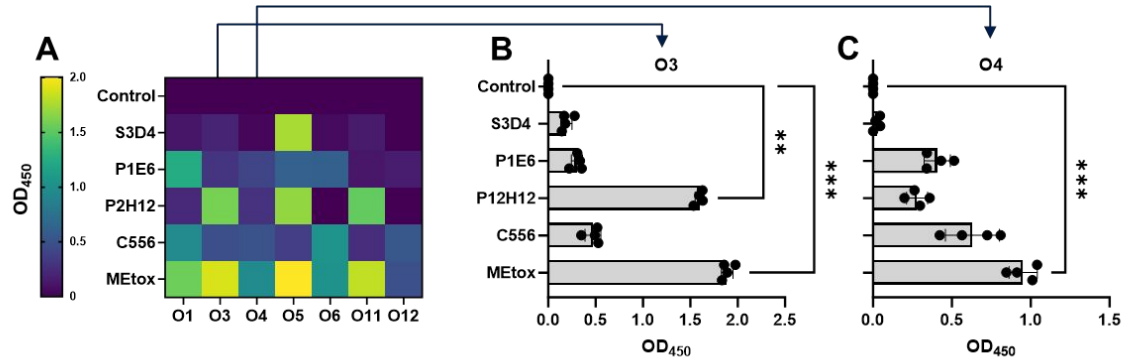 A
B
C
O3
O4
OD450
2.0
1.5
1.0
0.5
0
Control
S3D4
P1E6
P2H12
C556
MEtox
O1 O3 O4 O5 O6 O11 O12
Control
S3D4
P1E6
P12H12
C556
MEtox
**
***
0.0 0.5 1.0 1.5 2.0 2.5
OD450
***
0.0 0.5 1.0 1.5
OD450